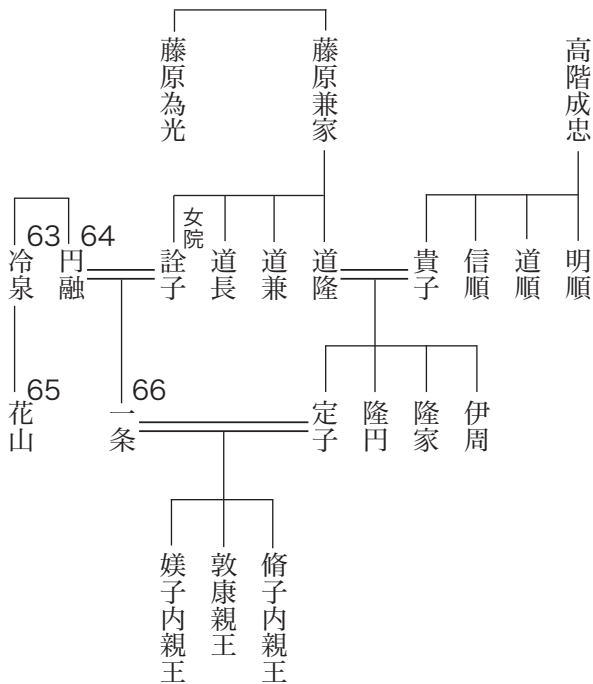 高階成忠
藤原兼家
藤原為光
明順
道順
信順
貴子
道隆
道兼
道長
女院
詮子
64
円融
63
冷泉
伊周
隆家
隆円
定子
66
一条
65
花山
脩子内親王
敦康親王
媄子内親王